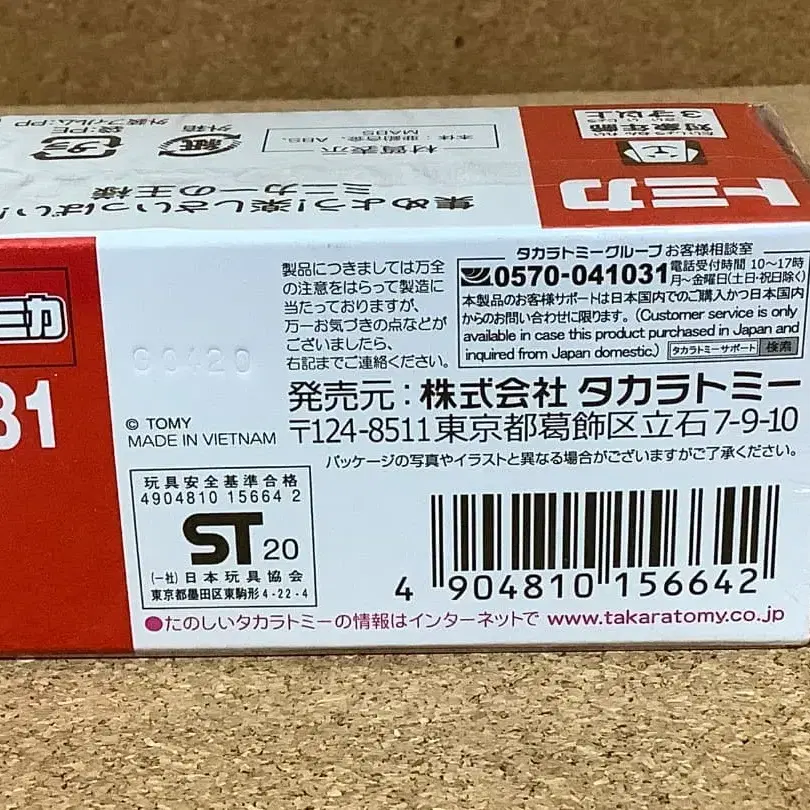 トミカ
対象年齢
3才以上
本体：亜鉛合金、ABS、
MABS
材質表示
外箱
紙
プラ
袋:PE
外装フィルム:PP
集めよう!楽しさいっぱい!
ミニカーの王様
ミカ
31
G0420
製品につきましては万全
の注意をはらって製造に
当たっておりますが、
万一お気づきの点などが
ございましたら、
右記までご連絡ください。
タカラトミーグループ お客様相談室
0570-041031
電話受付時間 10〜17時
月〜金曜日(土日・祝日除く)
本製品のお客様サポートは日本国内でのご購入かつ日本国内
からのお問い合わせに限ります。(Customer service is only
available in case this product purchased in Japan and
inquired from Japan domestic.) タカラトミーサポート 検索
発売元：株式会社 タカラトミー
〒124-8511 東京都葛飾区立石7-9-10
パッケージの写真やイラストと異なる場合がございますがご了承ください。
© TOMY
MADE IN VIETNAM
玩具安全基準合格
4904810 15664 2
ST 20
(一社)日本玩具協会
東京都墨田区東駒形4-22-4
4 904810 156642
●たのしいタカラトミーの情報はインターネットで www.takaratomy.co.jp